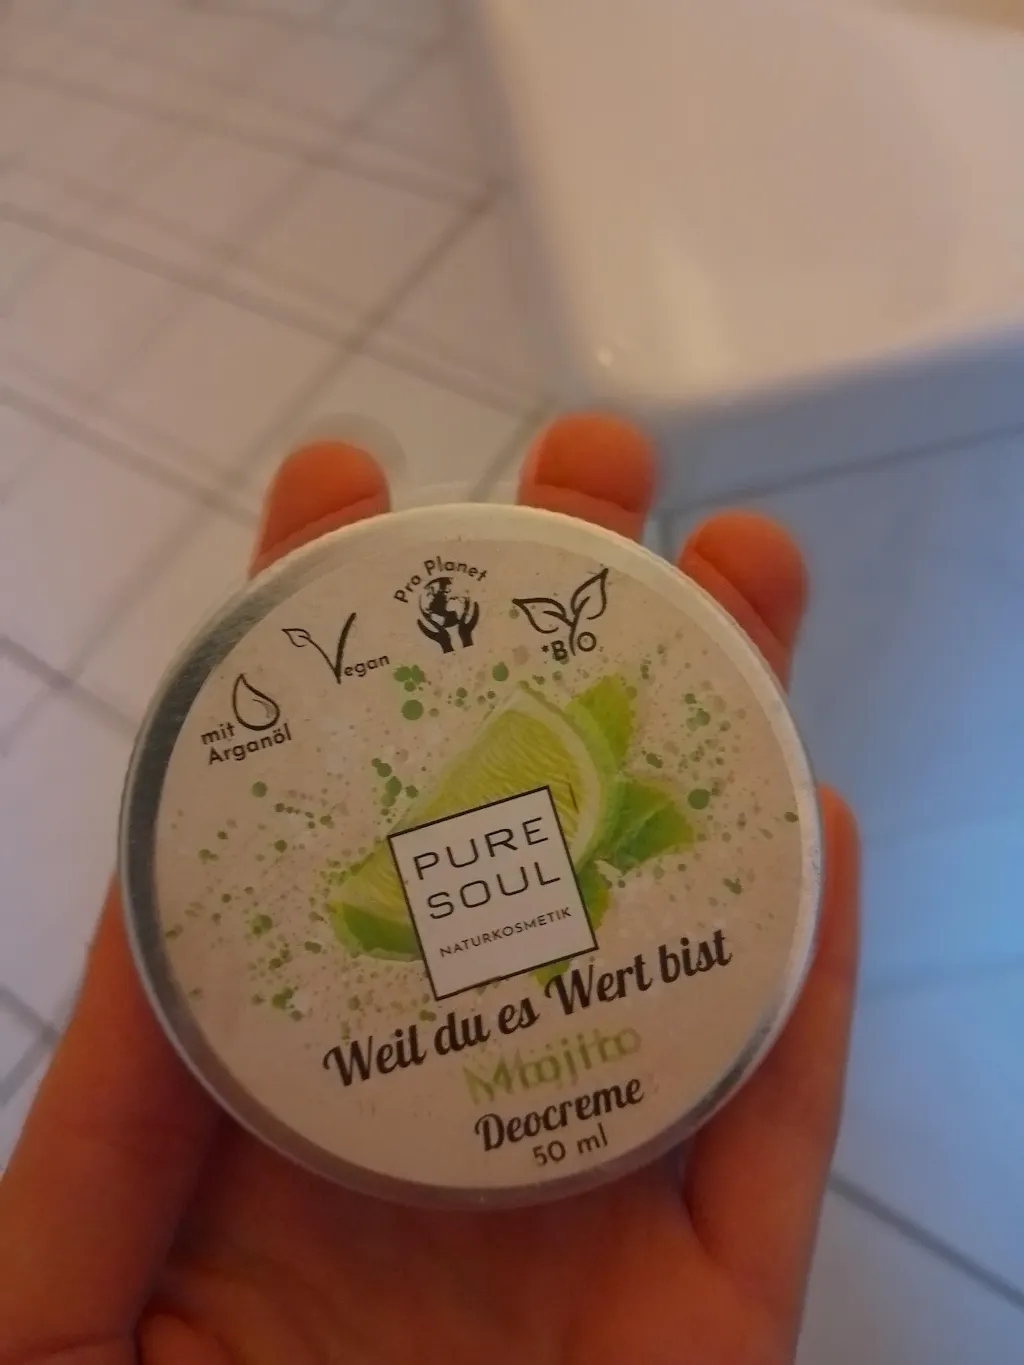 mit
Arganöl
Vegan
Pro Planet
*BIO
PURE
SOUL
NATURKOSMETIK
Weil du es Wert bist
Mojito
Deocreme
50 ml